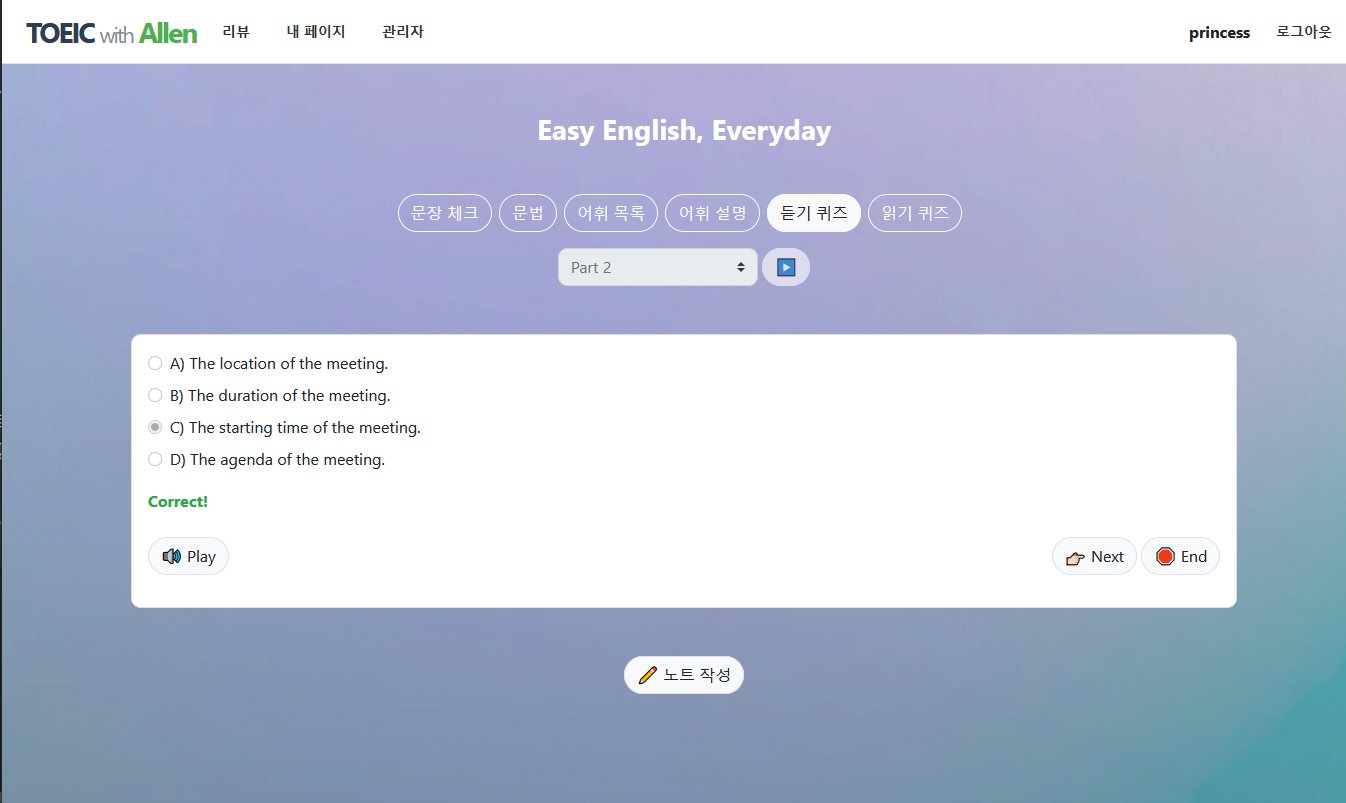 TOEIC with Allen 리뷰 내 페이지 관리자 princess 로그아웃
Easy English, Everyday
문장 체크 문법 어휘 목록 어휘 설명 듣기 퀴즈 읽기 퀴즈
Part 2
A) The location of the meeting.
B) The duration of the meeting.
C) The starting time of the meeting.
D) The agenda of the meeting.
Correct!
Play Next End
노트 작성